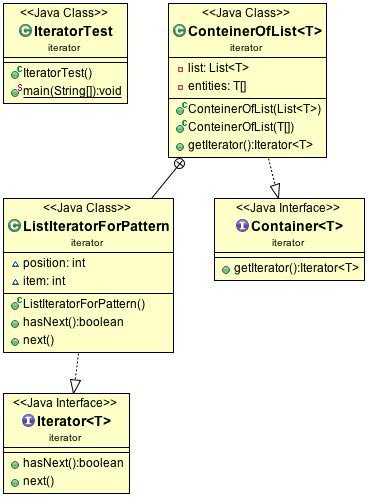 <<Java Class>>
IteratorTest
iterator
IteratorTest()
main(String[]):void
<<Java Class>>
ConteinerOfList<T>
iterator
list: List<T>
entities: T[]
ConteinerOfList(List<T>)
ConteinerOfList(T[])
getIterator():Iterator<T>
<<Java Class>>
ListIteratorForPattern
iterator
position: int
item: int
ListIteratorForPattern()
hasNext():boolean
next()
<<Java Interface>>
Container<T>
iterator
getIterator():Iterator<T>
<<Java Interface>>
Iterator<T>
iterator
hasNext():boolean
next()